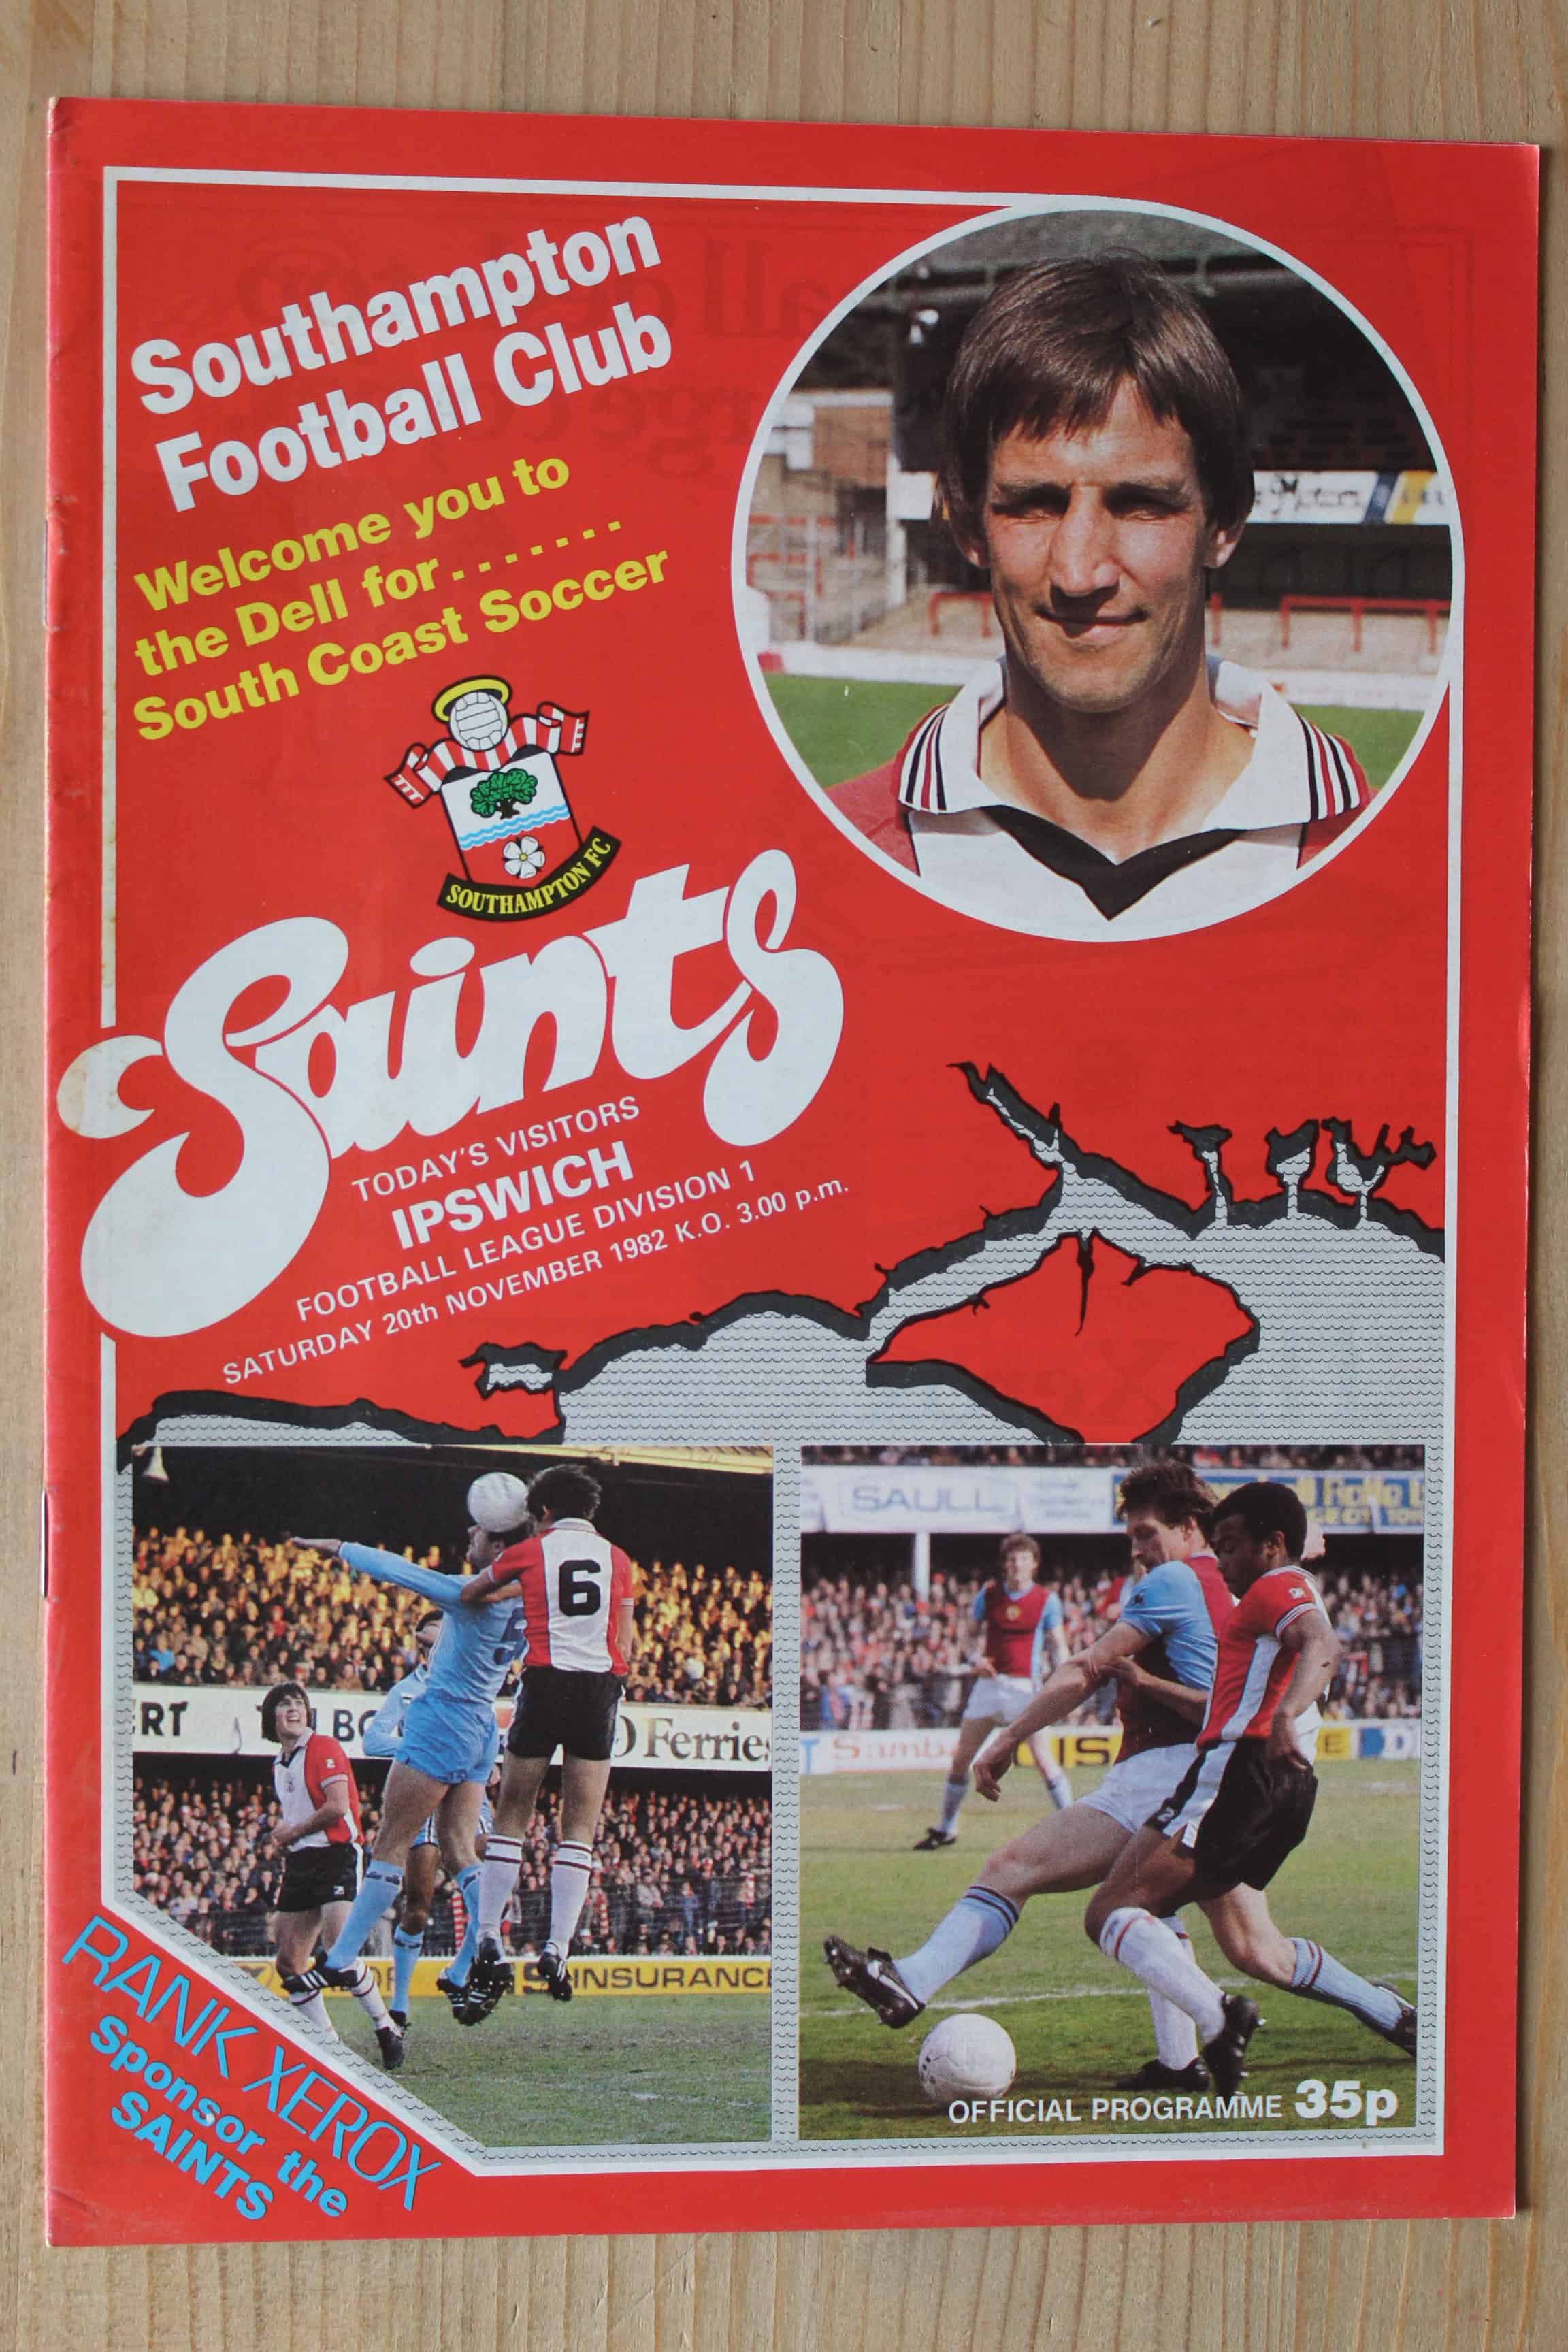 Southampton
Football Club
Welcome you to
the Dell for.......
South Coast Soccer
SOUTHAMPTON FC
Saints
TODAY'S VISITORS
IPSWICH
FOOTBALL LEAGUE DIVISION 1
SATURDAY 20th NOVEMBER 1982 K.O. 3.00 p.m.
6
5
RT
Ferries
INSURANCE
SAULL
OFFICIAL PROGRAMME 35p
RANK XEROX
Sponsor the
SAINTS